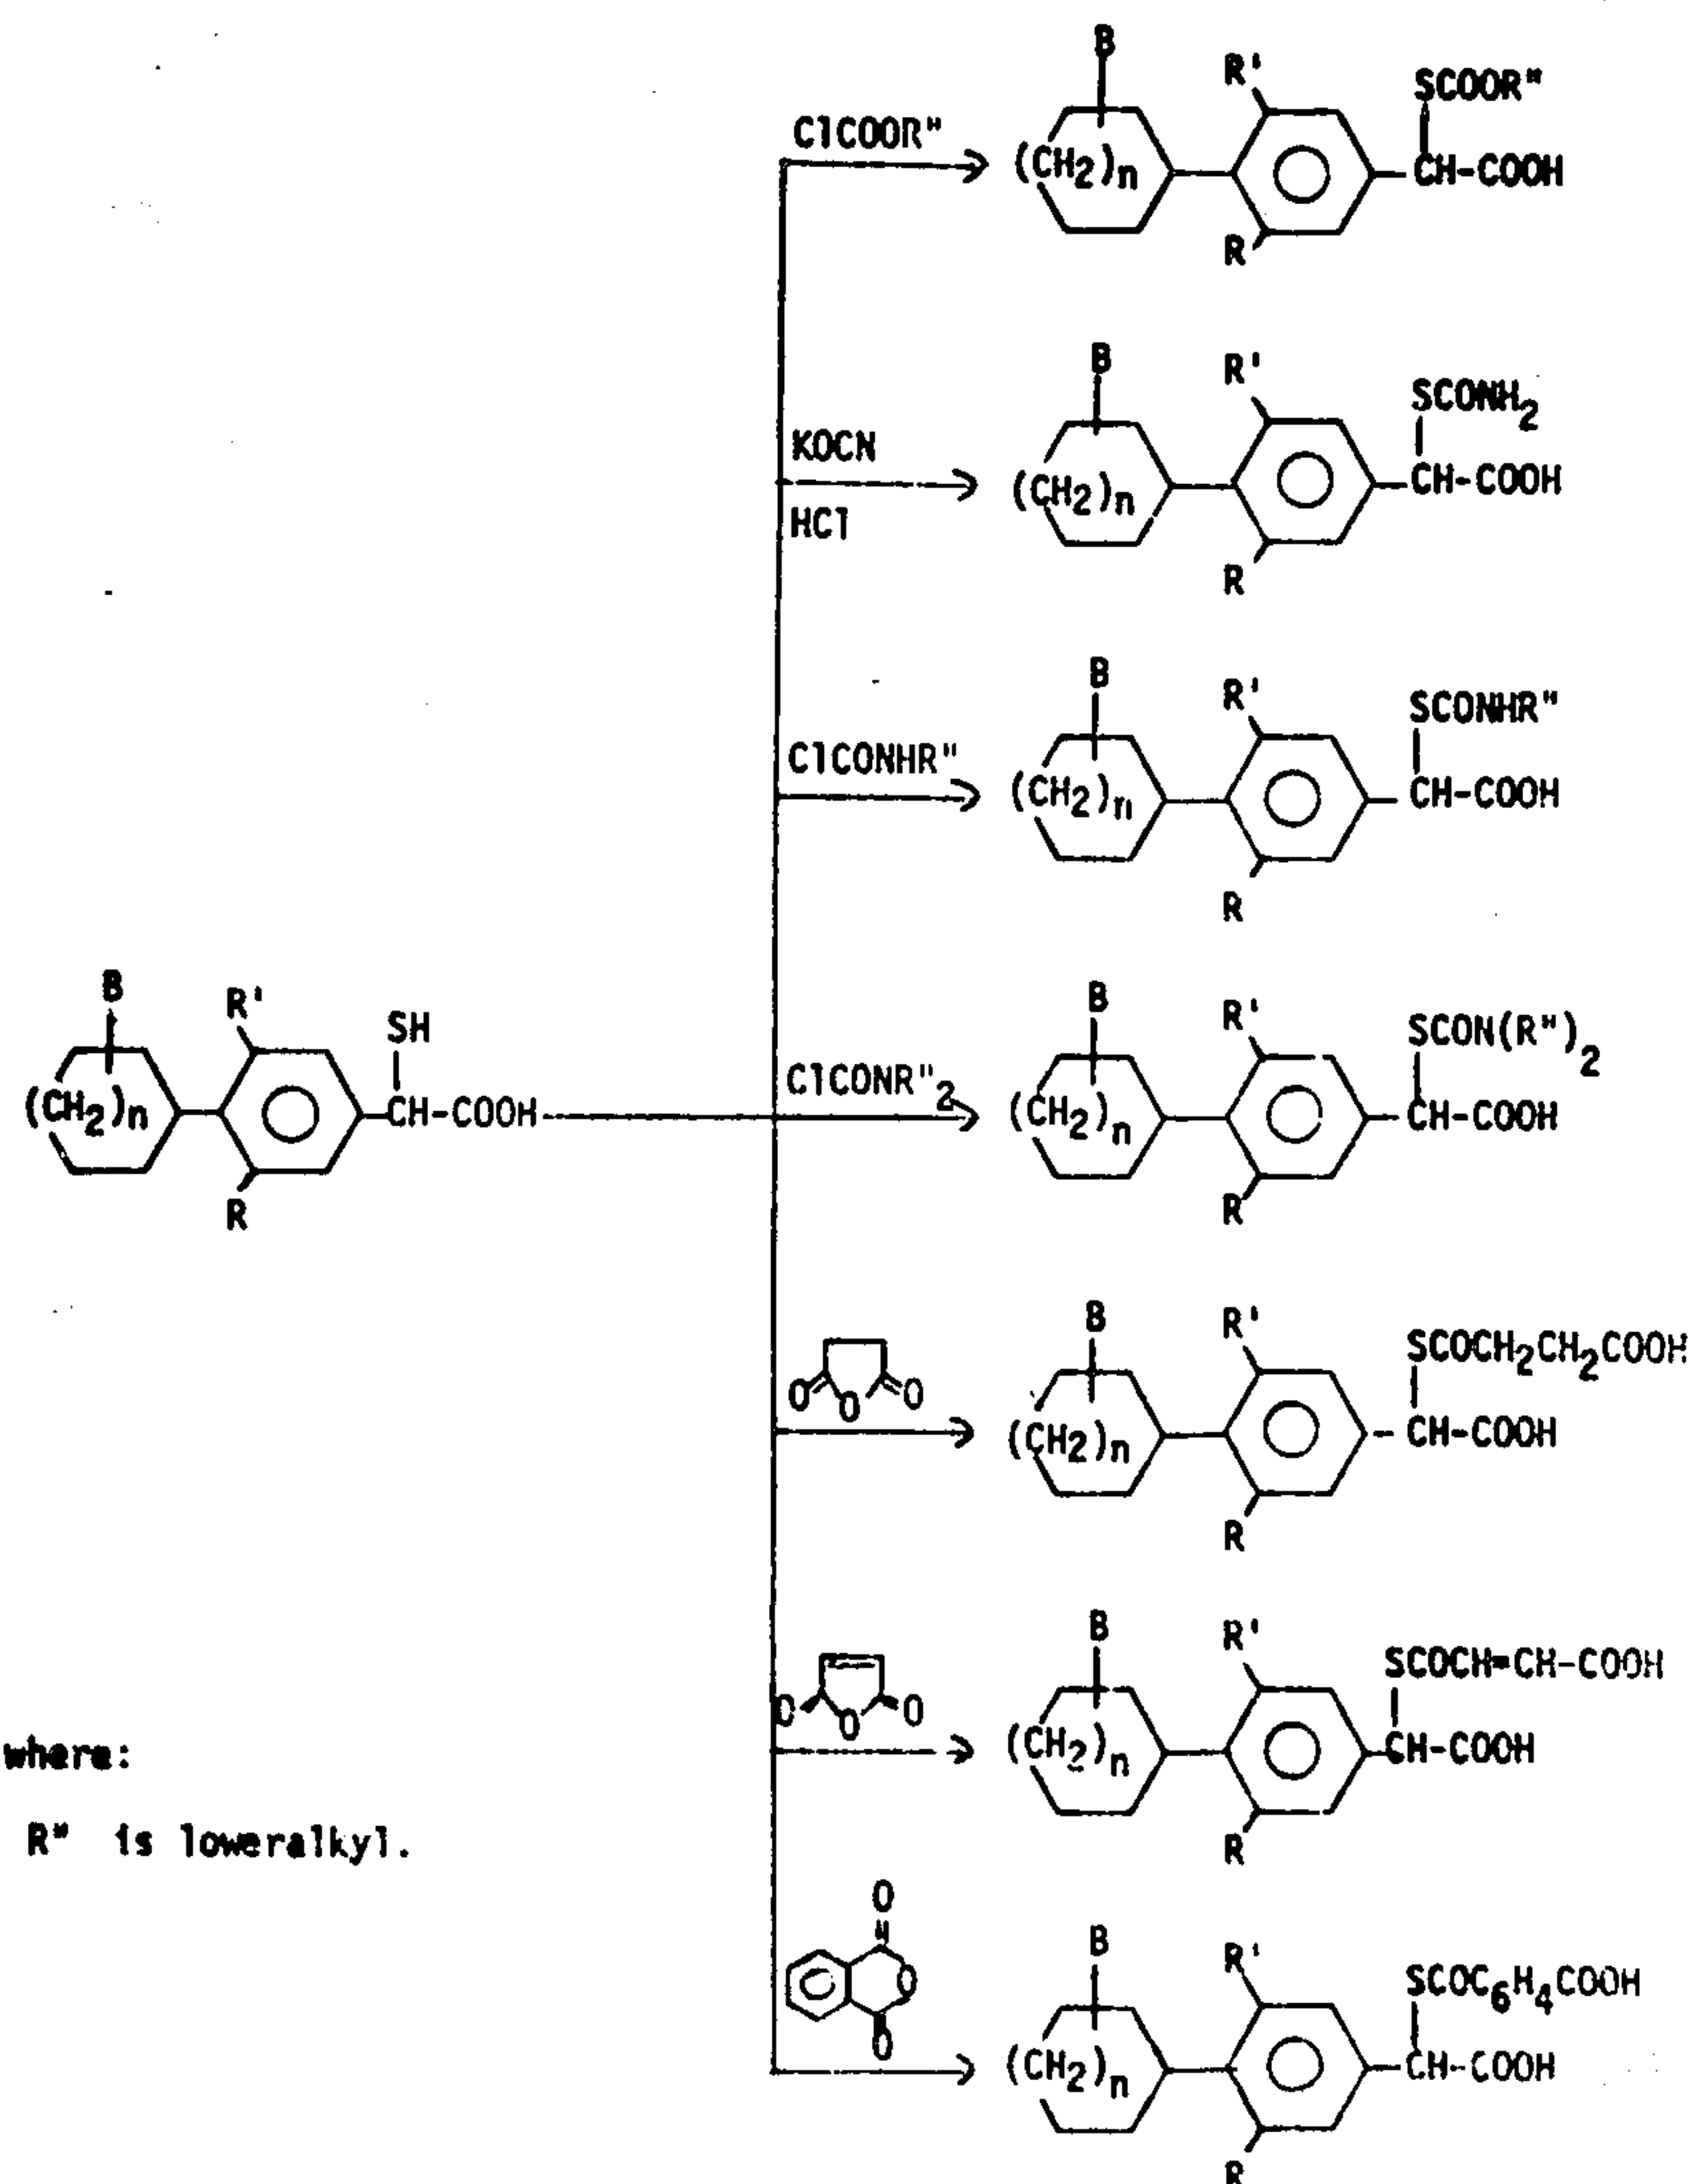 B
R'
SCOOR"
ClCOOR"
(CH2)n
CH-COOH
R
B
R'
SCONH2
KOCN
(CH2)n
CH-COOH
HCl
R
B
R'
SCONHR"
ClCONHR"
(CH2)n
CH-COOH
R
B
R'
SH
(CH2)n
CH-COOH
R
B
R'
SCON(R")2
ClCONR"2
(CH2)n
CH-COOH
R
B
R'
SCOCH2CH2COOH
O O O
(CH2)n
CH-COOH
R
B
R'
SCOCH=CH-COOH
O O O
(CH2)n
CH-COOH
R
where:
R" is loweralkyl.
O
O
O
B
R'
SCOC6H4COOH
(CH2)n
CH-COOH
R